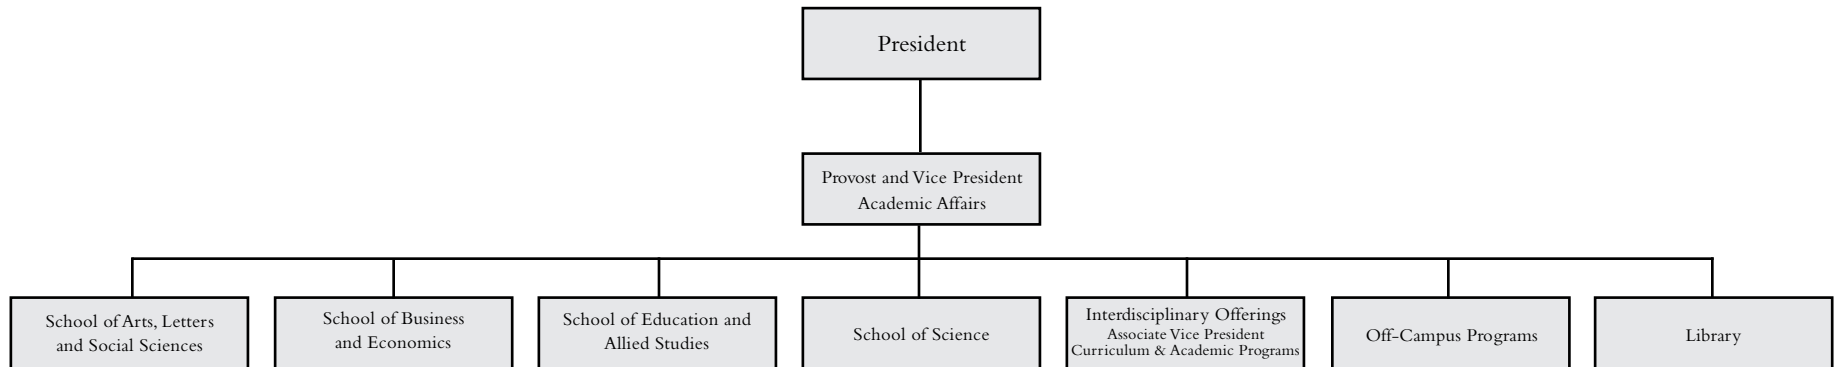 President
Provost and Vice President
Academic Affairs
School of Arts, Letters
and Social Sciences
School of Business
and Economics
School of Education and
Allied Studies
School of Science
Interdisciplinary Offerings
Associate Vice President
Curriculum & Academic Programs
Off-Campus Programs
Library